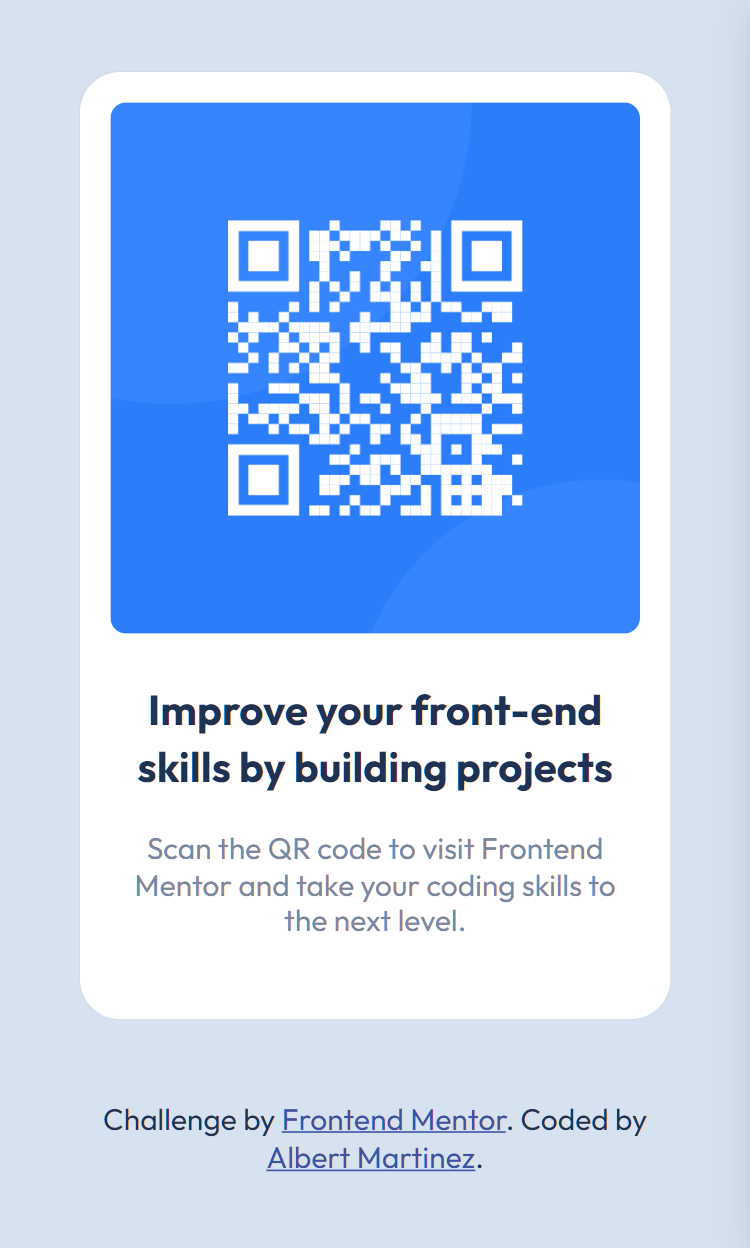 Improve your front-end
skills by building projects
Scan the QR code to visit Frontend
Mentor and take your coding skills to
the next level.
Challenge by Frontend Mentor. Coded by
Albert Martinez.